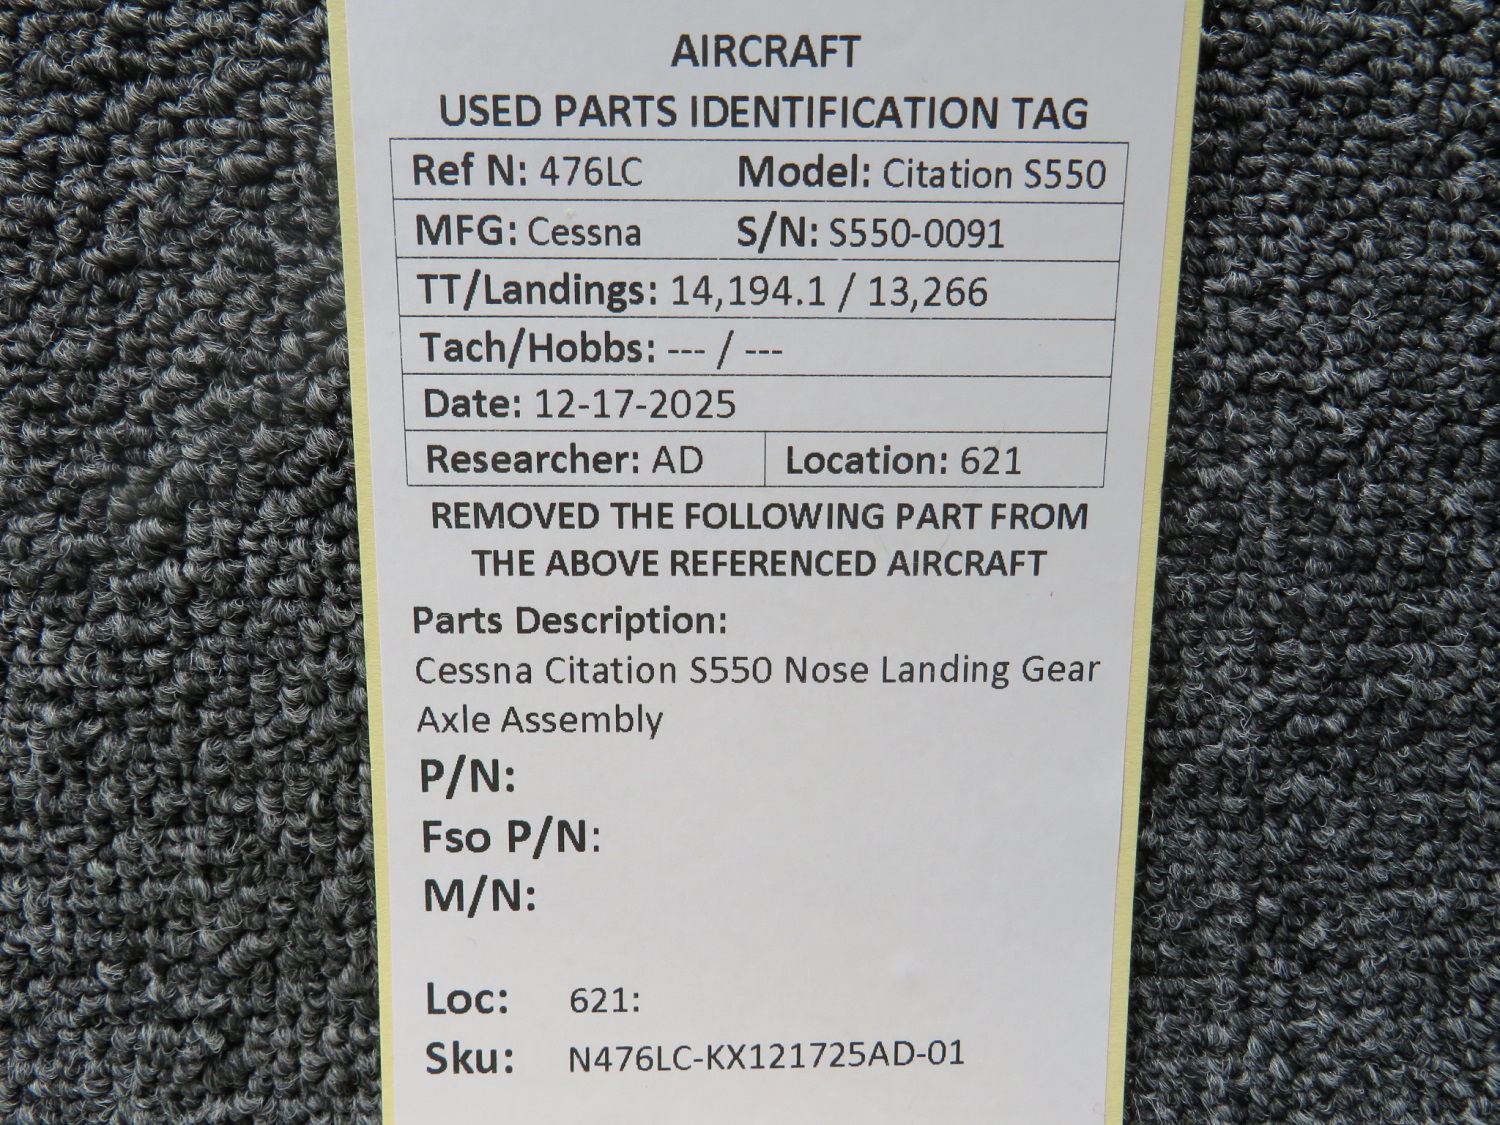 AIRCRAFT
USED PARTS IDENTIFICATION TAG
Ref N: 476LC Model: Citation S550
MFG: Cessna S/N: S550-0091
TT/Landings: 14,194.1 / 13,266
Tach/Hobbs: --- / ---
Date: 12-17-2025
Researcher: AD Location: 621
REMOVED THE FOLLOWING PART FROM
THE ABOVE REFERENCED AIRCRAFT
Parts Description:
Cessna Citation S550 Nose Landing Gear
Axle Assembly
P/N:
Fso P/N:
M/N:
Loc: 621:
Sku: N476LC-KX121725AD-01